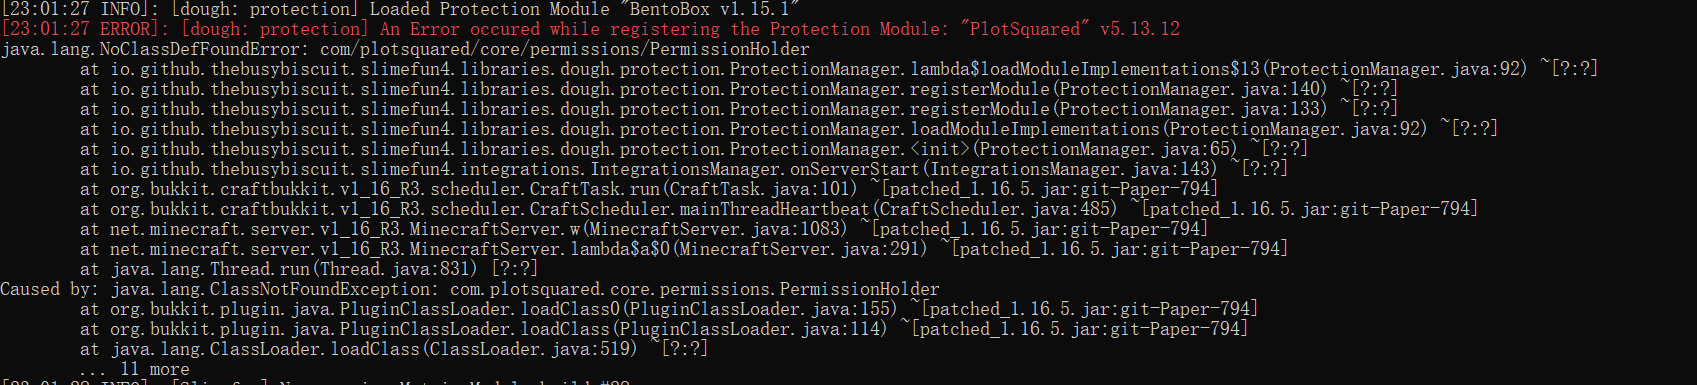 [23:01:27 INFO]: [dough: protection] Loaded Protection Module "BentoBox v1.15.1"
[23:01:27 ERROR]: [dough: protection] An Error occured while registering the Protection Module: "PlotSquared" v5.13.12
java.lang.NoClassDefFoundError: com/plotsquared/core/permissions/PermissionHolder
at io.github.thebusybiscuit.slimefun4.libraries.dough.protection.ProtectionManager.lambda$loadModuleImplementations$13(ProtectionManager.java:92) ~[?:?]
at io.github.thebusybiscuit.slimefun4.libraries.dough.protection.ProtectionManager.registerModule(ProtectionManager.java:140) ~[?:?]
at io.github.thebusybiscuit.slimefun4.libraries.dough.protection.ProtectionManager.registerModule(ProtectionManager.java:133) ~[?:?]
at io.github.thebusybiscuit.slimefun4.libraries.dough.protection.ProtectionManager.loadModuleImplementations(ProtectionManager.java:92) ~[?:?]
at io.github.thebusybiscuit.slimefun4.libraries.dough.protection.ProtectionManager.<init>(ProtectionManager.java:65) ~[?:?]
at io.github.thebusybiscuit.slimefun4.integrations.IntegrationsManager.onServerStart(IntegrationsManager.java:143) ~[?:?]
at org.bukkit.craftbukkit.v1_16_R3.scheduler.CraftTask.run(CraftTask.java:101) ~[patched_1.16.5.jar:git-Paper-794]
at org.bukkit.craftbukkit.v1_16_R3.scheduler.CraftScheduler.mainThreadHeartbeat(CraftScheduler.java:485) ~[patched_1.16.5.jar:git-Paper-794]
at net.minecraft.server.v1_16_R3.MinecraftServer.w(MinecraftServer.java:1083) ~[patched_1.16.5.jar:git-Paper-794]
at net.minecraft.server.v1_16_R3.MinecraftServer.lambda$a$0(MinecraftServer.java:291) ~[patched_1.16.5.jar:git-Paper-794]
at java.lang.Thread.run(Thread.java:831) [?:?]
Caused by: java.lang.ClassNotFoundException: com.plotsquared.core.permissions.PermissionHolder
at org.bukkit.plugin.java.PluginClassLoader.loadClass0(PluginClassLoader.java:155) ~[patched_1.16.5.jar:git-Paper-794]
at org.bukkit.plugin.java.PluginClassLoader.loadClass(PluginClassLoader.java:114) ~[patched_1.16.5.jar:git-Paper-794]
at java.lang.ClassLoader.loadClass(ClassLoader.java:519) ~[?:?]
... 11 more